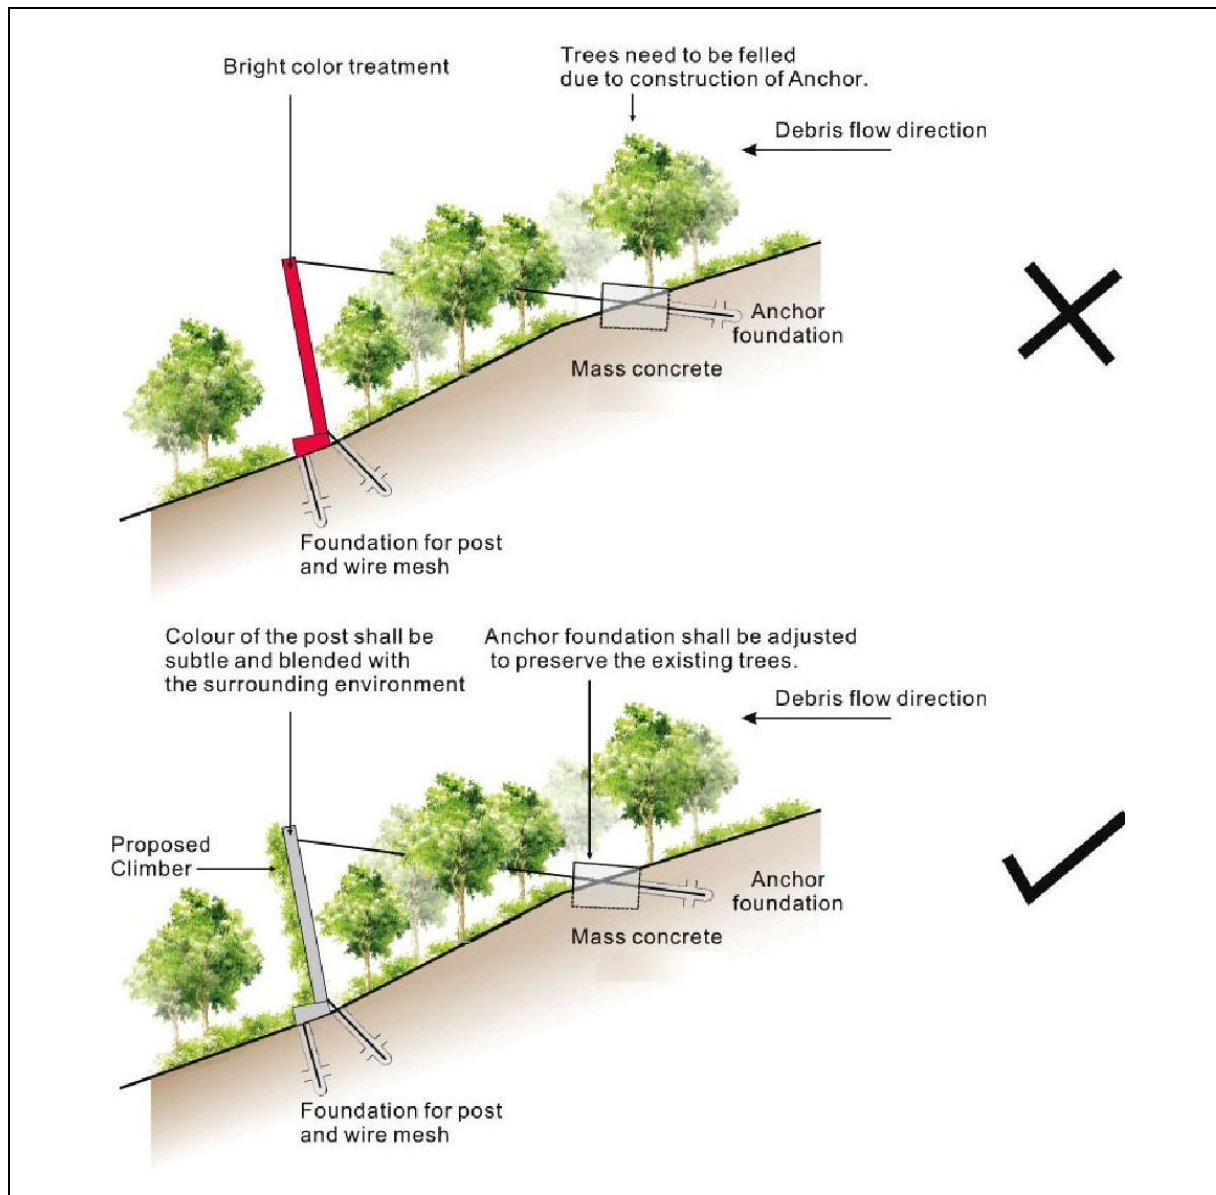 Bright color treatment
Trees need to be felled
due to construction of Anchor.
Debris flow direction
Anchor
foundation
Mass concrete
Foundation for post
and wire mesh
Colour of the post shall be
subtle and blended with
the surrounding environment
Anchor foundation shall be adjusted
to preserve the existing trees.
Debris flow direction
Proposed
Climber
Anchor
foundation
Mass concrete
Foundation for post
and wire mesh